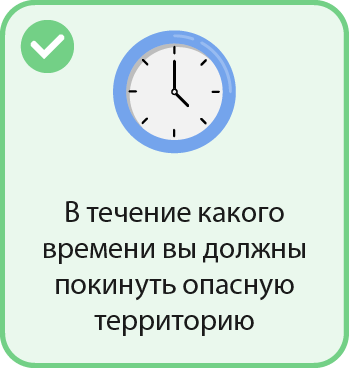 В течение какого
времени вы должны
покинуть опасную
территорию